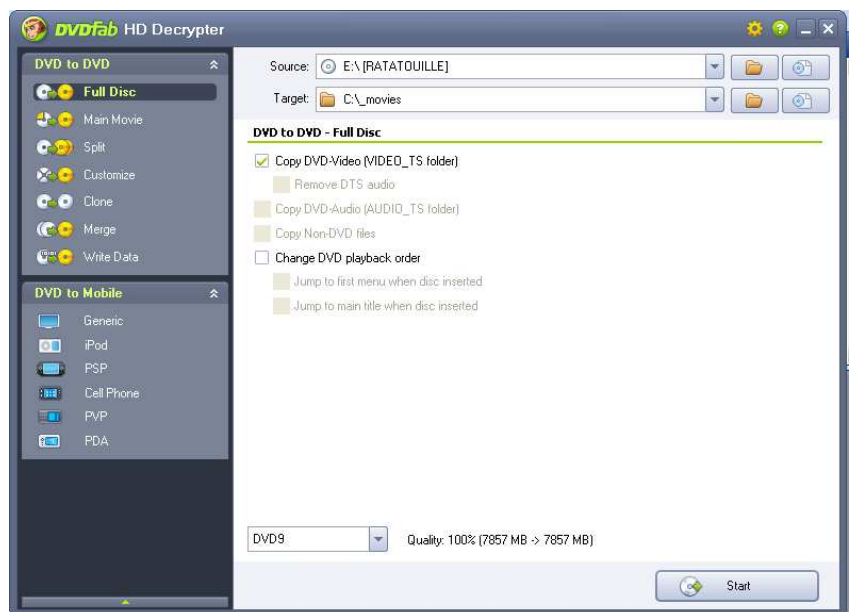 DVDFab HD Decrypter
DVD to DVD
Full Disc
Main Movie
Split
Customize
Clone
Merge
Write Data
DVD to Mobile
Generic
iPod
PSP
Cell Phone
PVP
PDA
Source: E:\ [RATATOUILLE]
Target: C:\_movies
DVD to DVD - Full Disc
Copy DVD-Video (VIDEO_TS folder)
Remove DTS audio
Copy DVD-Audio (AUDIO_TS folder)
Copy Non-DVD files
Change DVD playback order
Jump to first menu when disc inserted
Jump to main title when disc inserted
DVD9 Quality: 100% (7857 MB -> 7857 MB)
Start